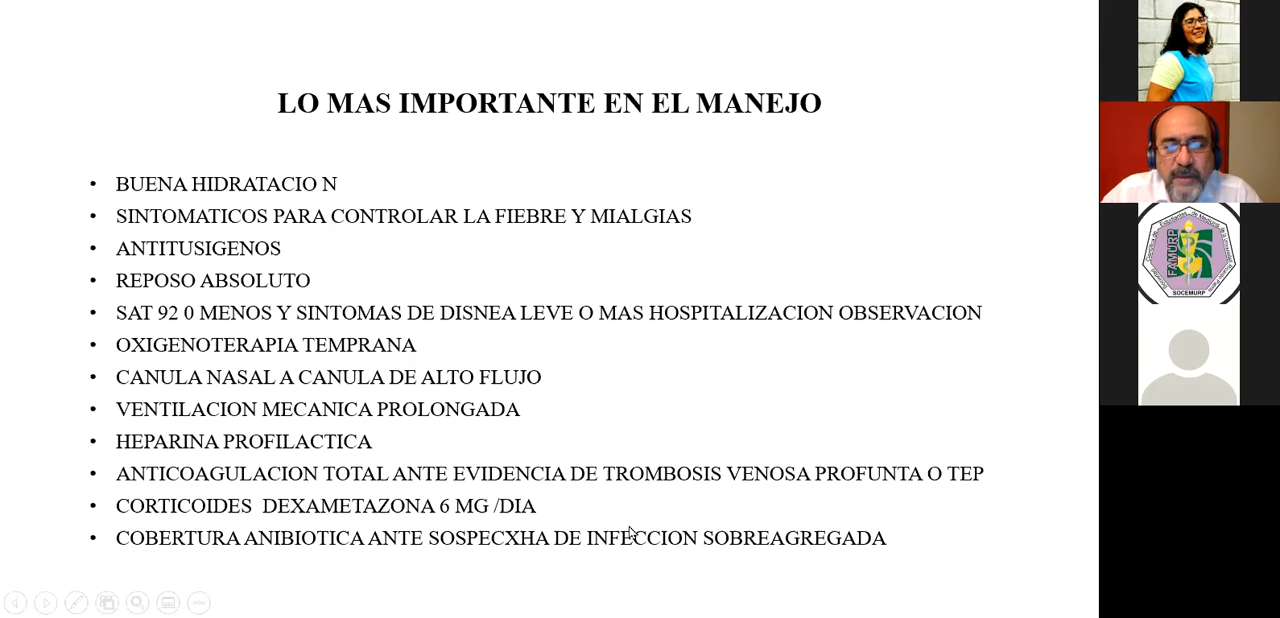 LO MAS IMPORTANTE EN EL MANEJO
• BUENA HIDRATACIO N
• SINTOMATICOS PARA CONTROLAR LA FIEBRE Y MIALGIAS
• ANTITUSIGENOS
• REPOSO ABSOLUTO
• SAT 92 0 MENOS Y SINTOMAS DE DISNEA LEVE O MAS HOSPITALIZACION OBSERVACION
• OXIGENOTERAPIA TEMPRANA
• CANULA NASAL A CANULA DE ALTO FLUJO
• VENTILACION MECANICA PROLONGADA
• HEPARINA PROFILACTICA
• ANTICOAGULACION TOTAL ANTE EVIDENCIA DE TROMBOSIS VENOSA PROFUNTA O TEP
• CORTICOIDES DEXAMETAZONA 6 MG /DIA
• COBERTURA ANIBIOTICA ANTE SOSPECXHA DE INFECCION SOBREAGREGADA
FAMURP
SOCEMURP